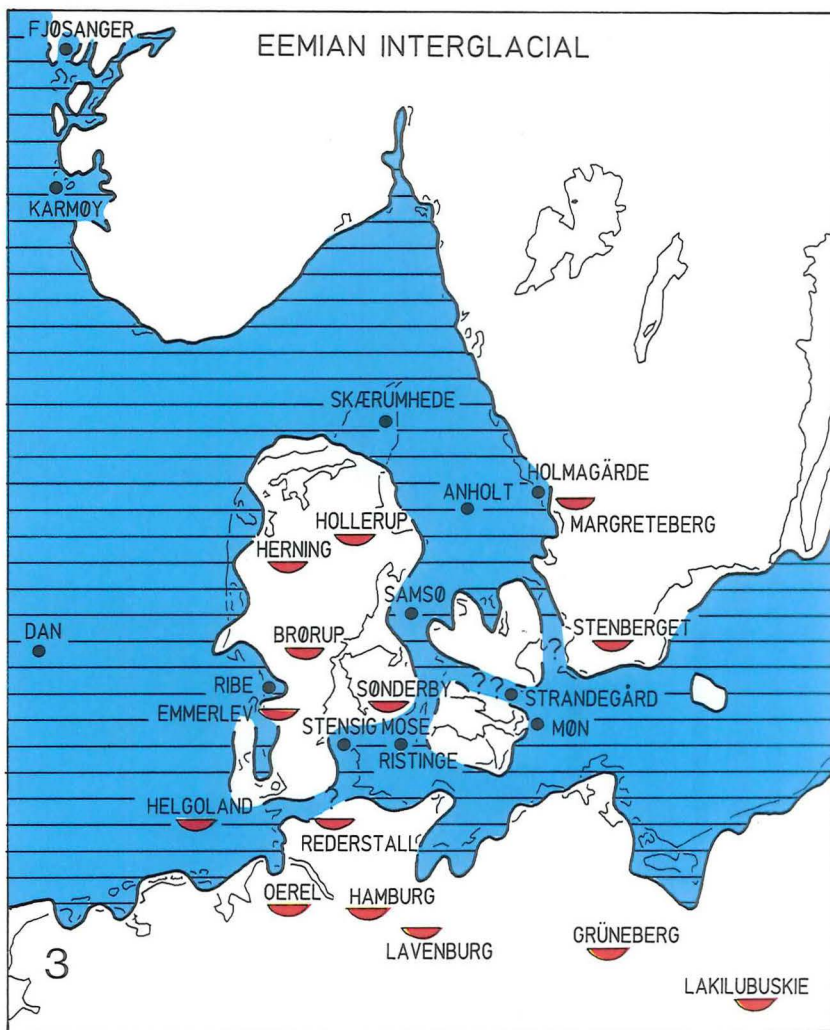 FJØSANGER
EEMIAN INTERGLACIAL
KARMØY
SKÆRUMHEDE
HOLMAGÄRDE
ANHOLT
MARGRETEBERG
HOLLERUP
HERNING
SAMSØ
DAN
BRØRUP
STENBERGET
?
RIBE
SØNDERBY
? ?
STRANDEGÅRD
EMMERLEV
STENSIG MOSE
MØN
RISTINGE
?
HELGOLAND
REDERSTALL
OEREL
HAMBURG
LAVENBURG
GRÜNEBERG
3
LAKILUBUSKIE